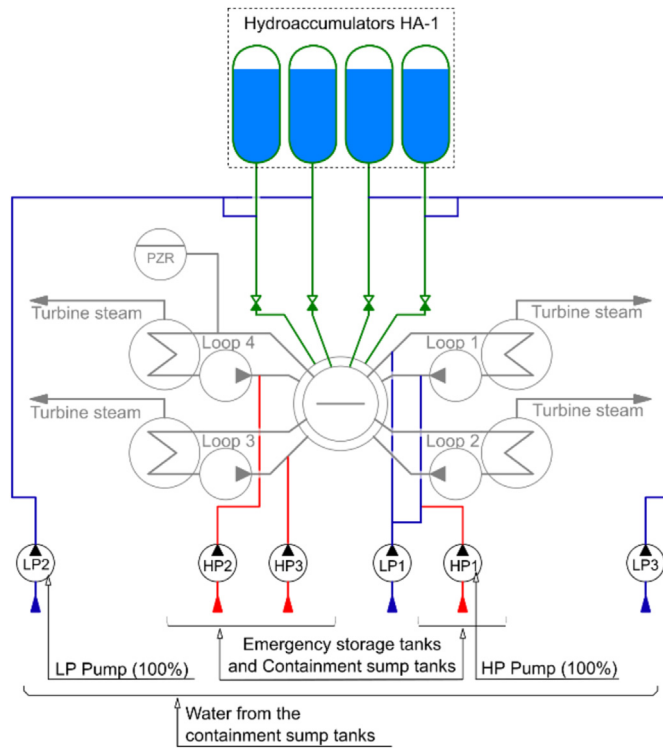 Hydroaccumulators HA-1
PZR
Turbine steam
Loop 4
Loop 1
Turbine steam
Turbine steam
Loop 3
Loop 2
Turbine steam
LP2
HP2
HP3
LP1
HP1
LP3
Emergency storage tanks
and Containment sump tanks
LP Pump (100%)
HP Pump (100%)
Water from the
containment sump tanks